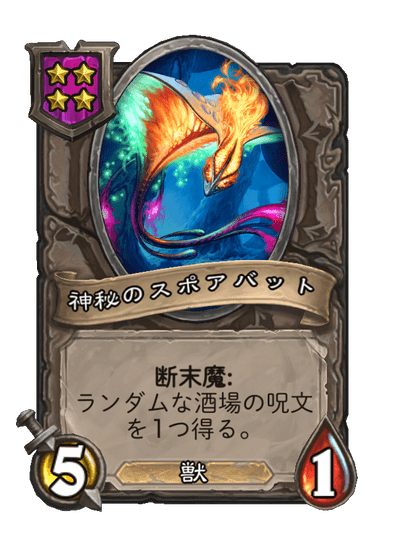 神秘のスポアバット
断末魔:
ランダムな酒場の呪文
を1つ得る。
5
獣
1